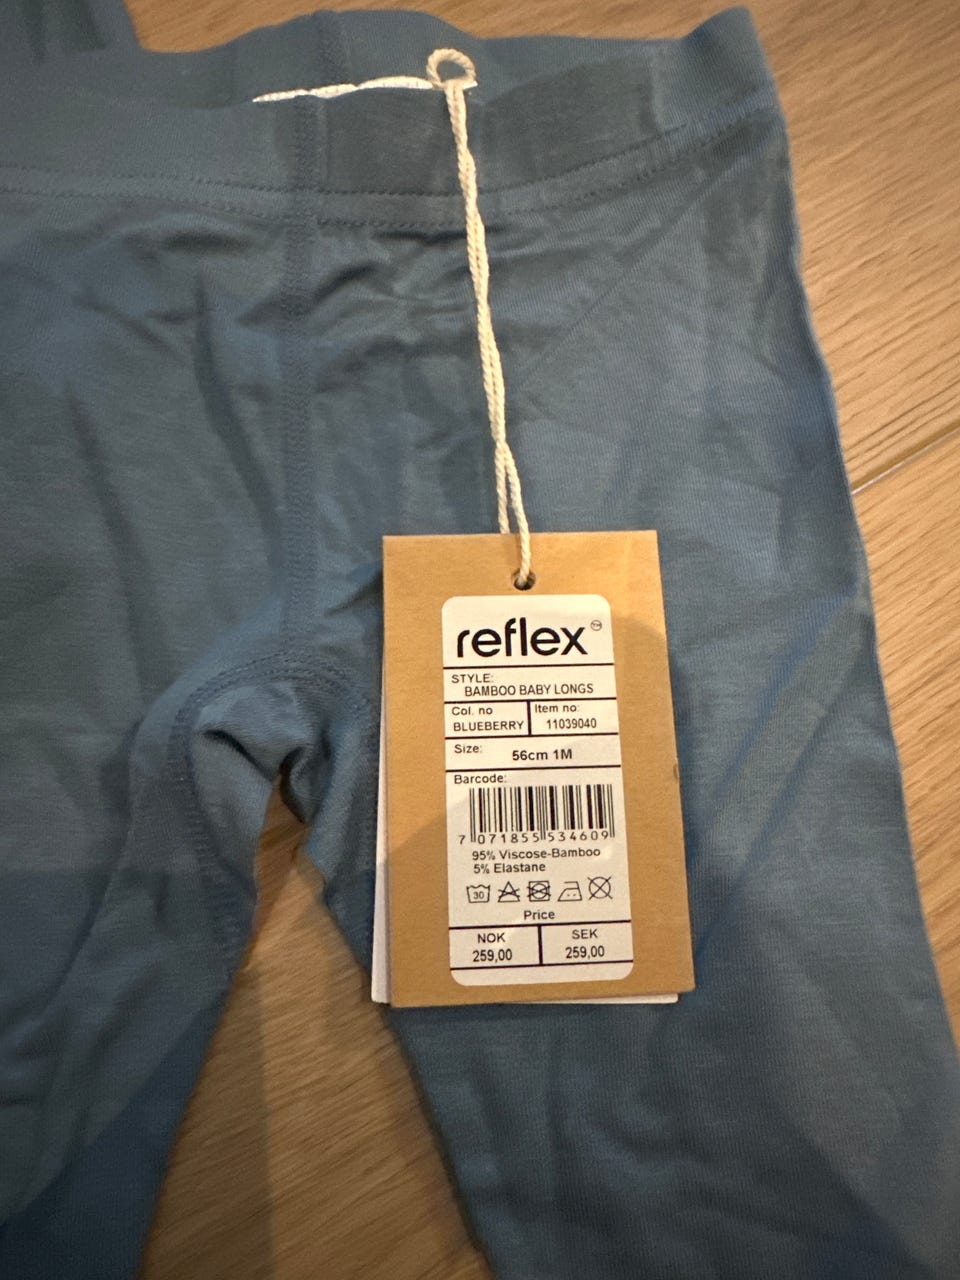 reflex™
STYLE:
BAMBOO BABY LONGS
Col. no
BLUEBERRY
Item no:
11039040
Size: 56cm 1M
Barcode:
7 071855 534609
95% Viscose-Bamboo
5% Elastane
30
Price
NOK
259,00
SEK
259,00